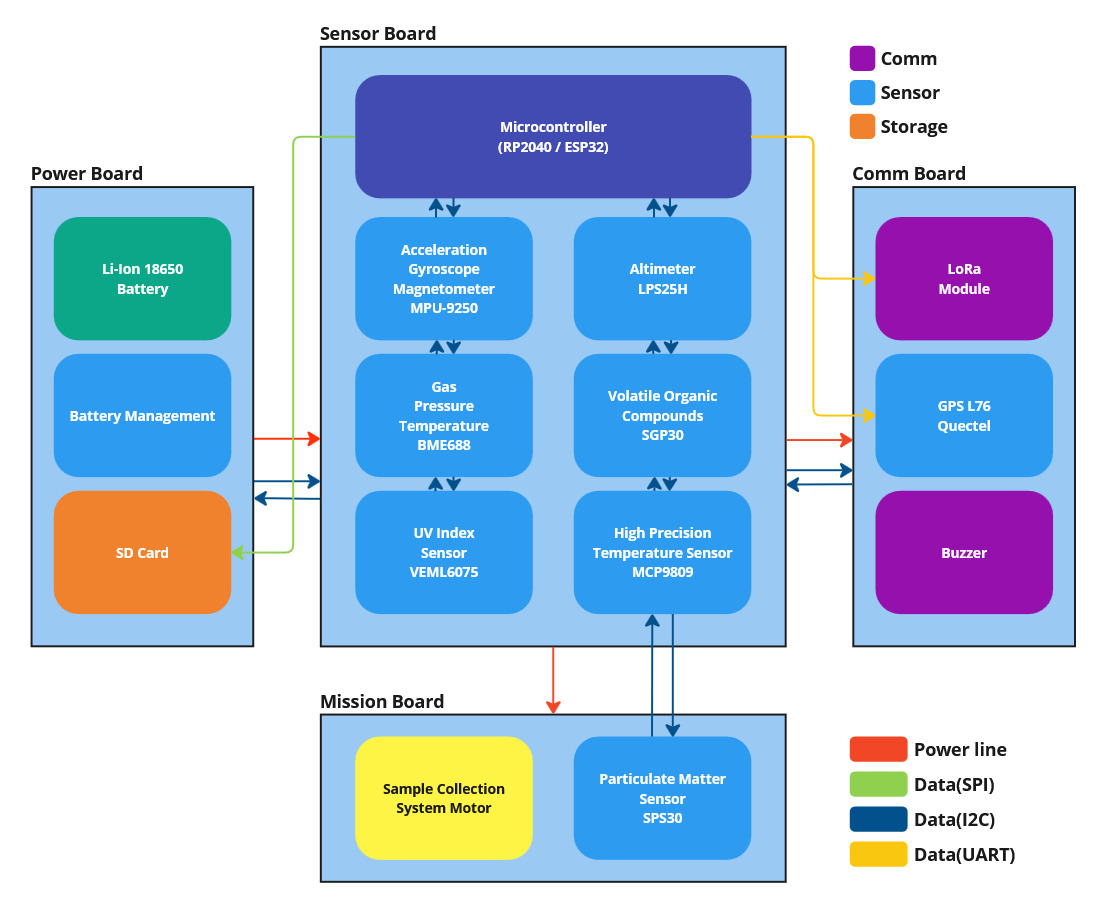 Sensor Board
Microcontroller
(RP2040 / ESP32)
Comm
Sensor
Storage
Power Board
Li-Ion 18650
Battery
Battery Management
SD Card
Acceleration
Gyroscope
Magnetometer
MPU-9250
Altimeter
LPS25H
Gas
Pressure
Temperature
BME688
Volatile Organic
Compounds
SGP30
UV Index
Sensor
VEML6075
High Precision
Temperature Sensor
MCP9809
Comm Board
LoRa
Module
GPS L76
Quectel
Buzzer
Mission Board
Sample Collection
System Motor
Particulate Matter
Sensor
SPS30
Power line
Data(SPI)
Data(I2C)
Data(UART)